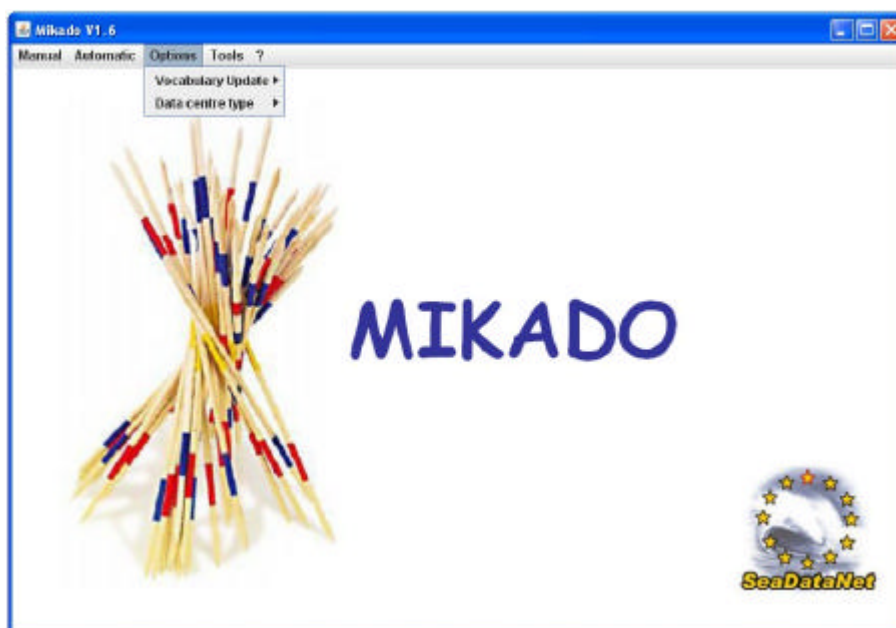 Mikado V1.6
Manual Automatic Options Tools ?
Vocabulary Update
Data centre type
MIKADO
SeaDataNet